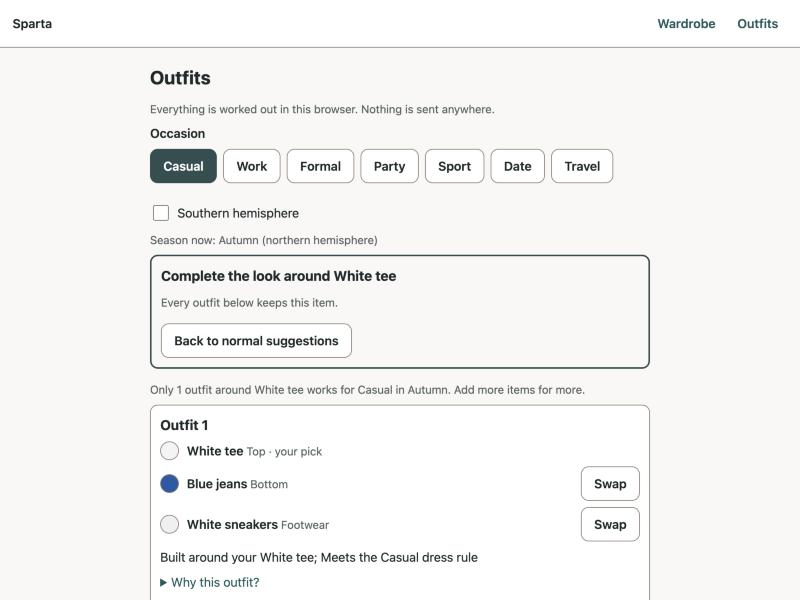 Sparta
Wardrobe Outfits
Outfits
Everything is worked out in this browser. Nothing is sent anywhere.
Occasion
Casual Work Formal Party Sport Date Travel
Southern hemisphere
Season now: Autumn (northern hemisphere)
Complete the look around White tee
Every outfit below keeps this item.
Back to normal suggestions
Only 1 outfit around White tee works for Casual in Autumn. Add more items for more.
Outfit 1
White tee Top · your pick
Blue jeans Bottom Swap
White sneakers Footwear Swap
Built around your White tee; Meets the Casual dress rule
Why this outfit?